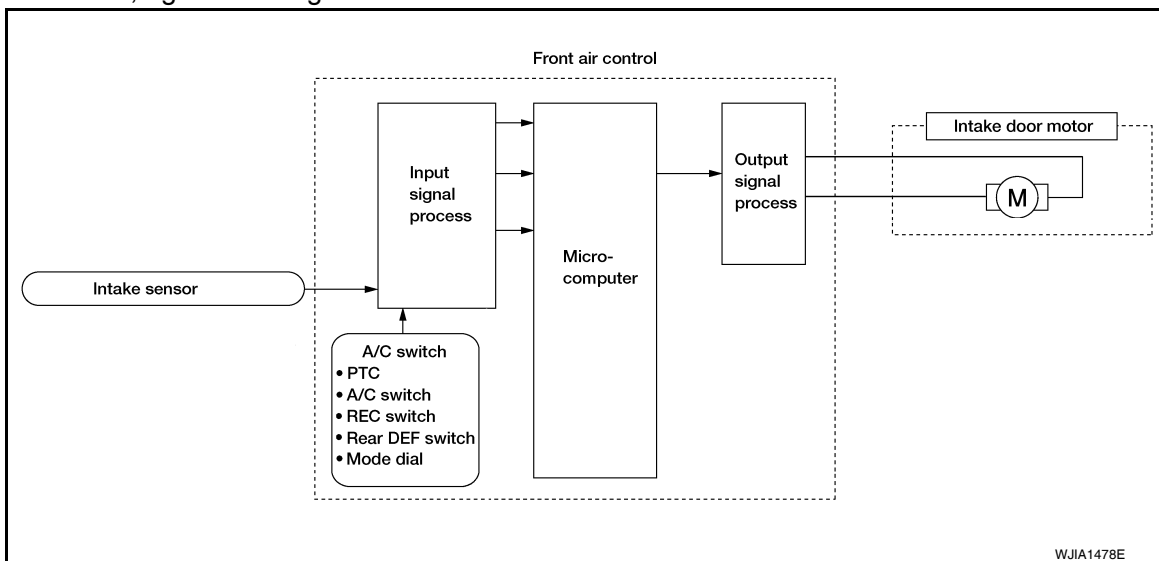 Front air control
Intake door motor
Input
signal
process
Output
signal
process
M
Micro-
computer
Intake sensor
A/C switch
• PTC
• A/C switch
• REC switch
• Rear DEF switch
• Mode dial
WJIA1478E